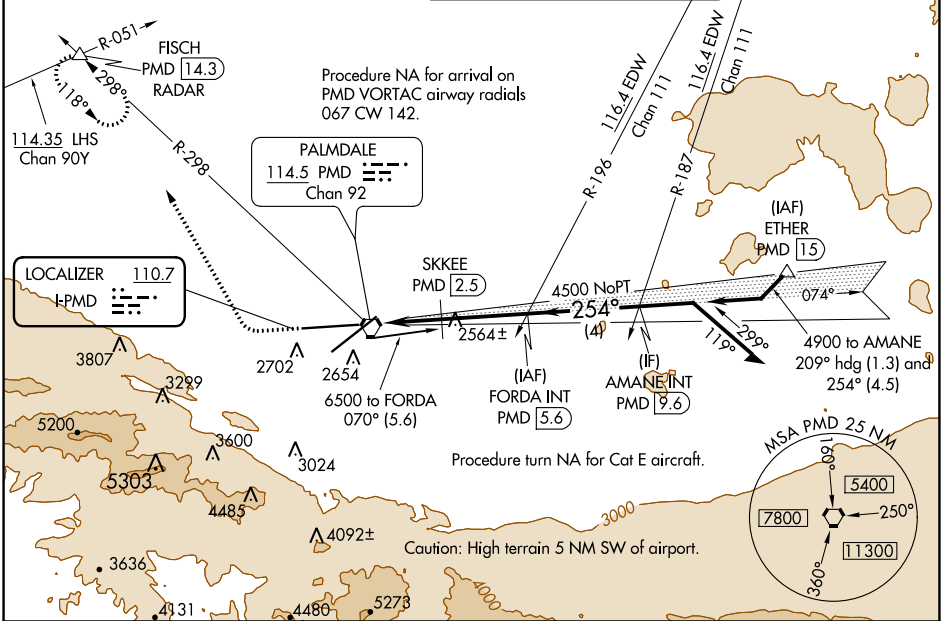 R-051
FISCH
PMD 14.3
RADAR
298°
118°
114.35 LHS
Chan 90Y
R-298
Procedure NA for arrival on
PMD VORTAC airway radials
067 CW 142.
PALMDALE
114.5 PMD
Chan 92
116.4 EDW
Chan 111
R-196
116.4 EDW
Chan 111
R-187
(IAF)
ETHER
PMD 15
LOCALIZER 110.7
I-PMD
SKKEE
PMD 2.5
4500 NoPT
254°
(4)
074°
299°
119°
2564±
4900 to AMANE
209° hdg (1.3) and
254° (4.5)
3807
2702
2654
6500 to FORDA
070° (5.6)
(IAF)
FORDA INT
PMD 5.6
(IF)
AMANE INT
PMD 9.6
3299
5200
3600
3024
5303
4485
Procedure turn NA for Cat E aircraft.
MSA PMD 25 NM
160°
5400
250°
7800
11300
360°
3000
4092±
Caution: High terrain 5 NM SW of airport.
3636
4000
4131
4480
5273